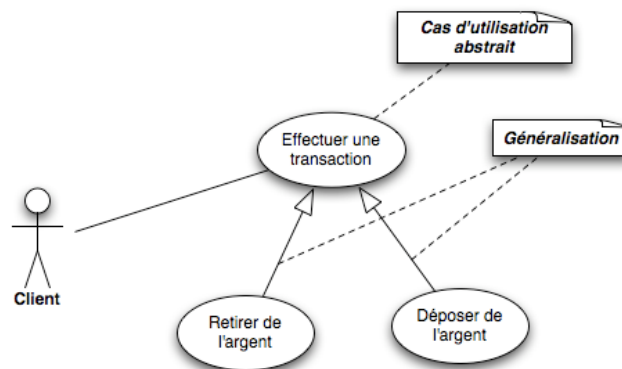 Cas d'utilisation
abstrait
Effectuer une
transaction
Généralisation
Client
Retirer de
l'argent
Déposer de
l'argent